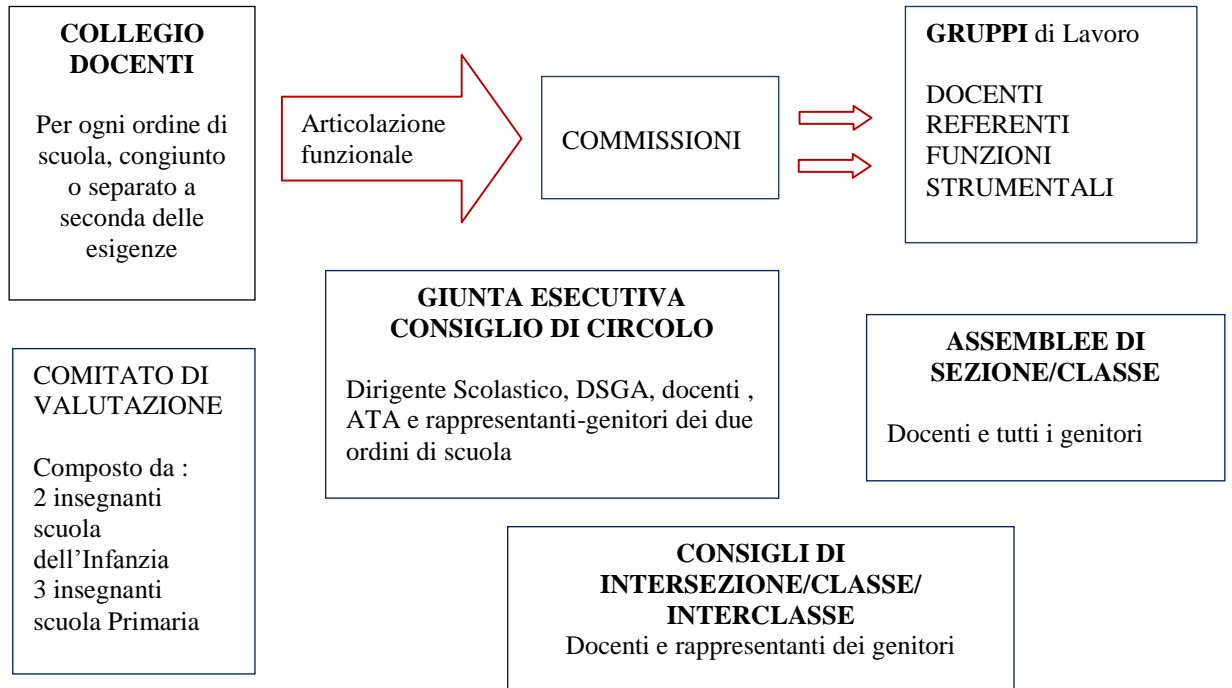 COLLEGIO
DOCENTI
Per ogni ordine di
scuola, congiunto
o separato a
seconda delle
esigenze
Articolazione
funzionale
COMMISSIONI
GRUPPI di Lavoro
DOCENTI
REFERENTI
FUNZIONI
STRUMENTALI
GIUNTA ESECUTIVA
CONSIGLIO DI CIRCOLO
Dirigente Scolastico, DSGA, docenti ,
ATA e rappresentanti-genitori dei due
ordini di scuola
ASSEMBLEE DI
SEZIONE/CLASSE
Docenti e tutti i genitori
COMITATO DI
VALUTAZIONE
Composto da :
2 insegnanti
scuola
dell’Infanzia
3 insegnanti
scuola Primaria
CONSIGLI DI
INTERSEZIONE/CLASSE/
INTERCLASSE
Docenti e rappresentanti dei genitori